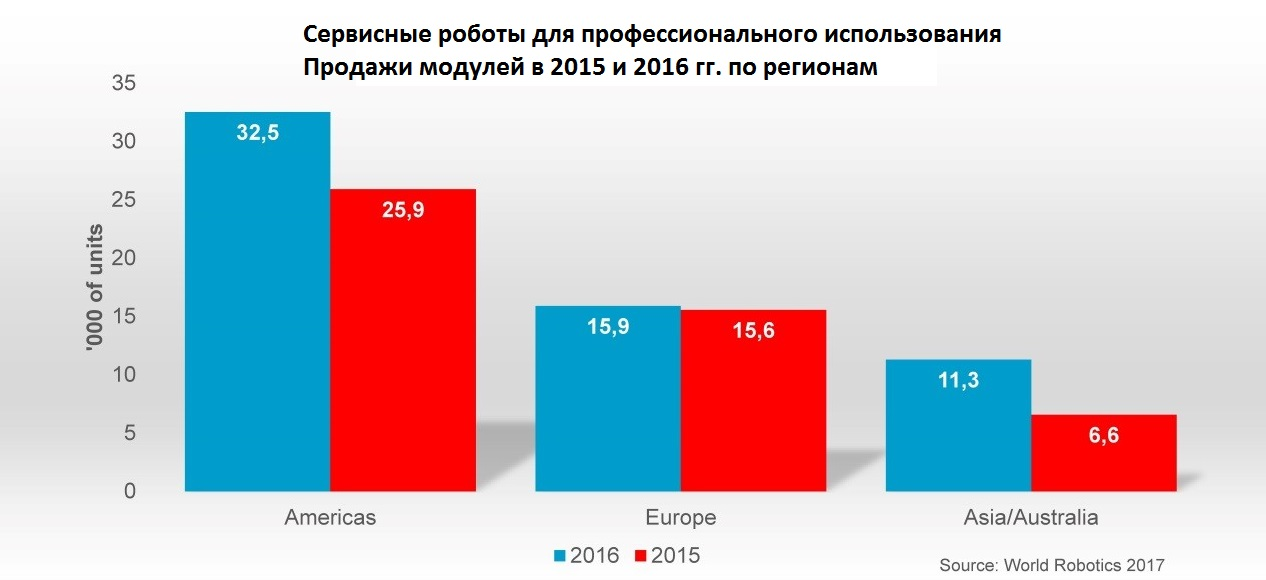 Сервисные роботы для профессионального использования
Продажи модулей в 2015 и 2016 гг. по регионам
'000 of units
35
30
25
20
15
10
5
0
32,5
25,9
15,9
15,6
11,3
6,6
Americas
Europe
Asia/Australia
2016
2015
Source: World Robotics 2017